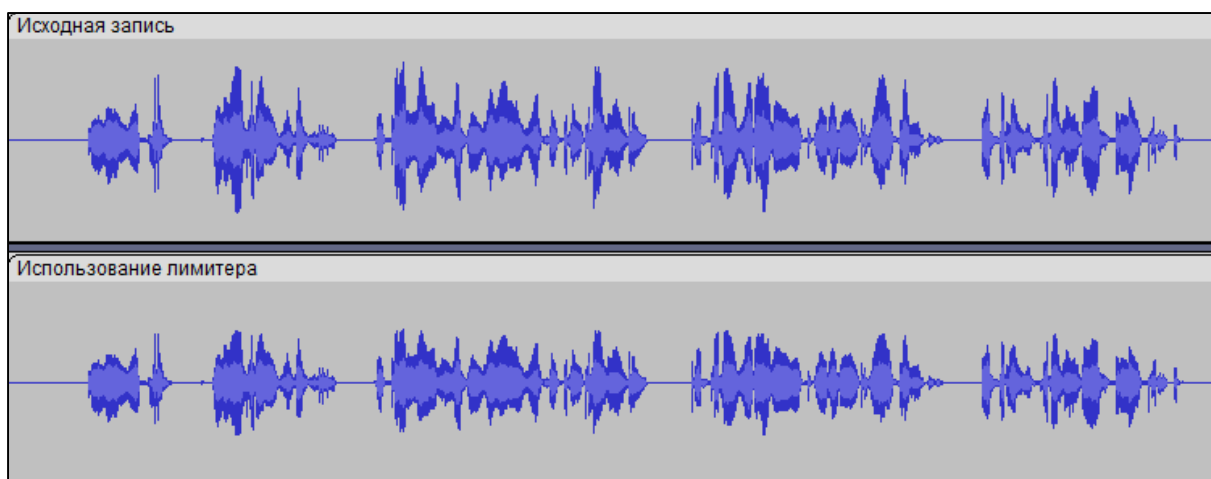 Исходная запись
Использование лимитера